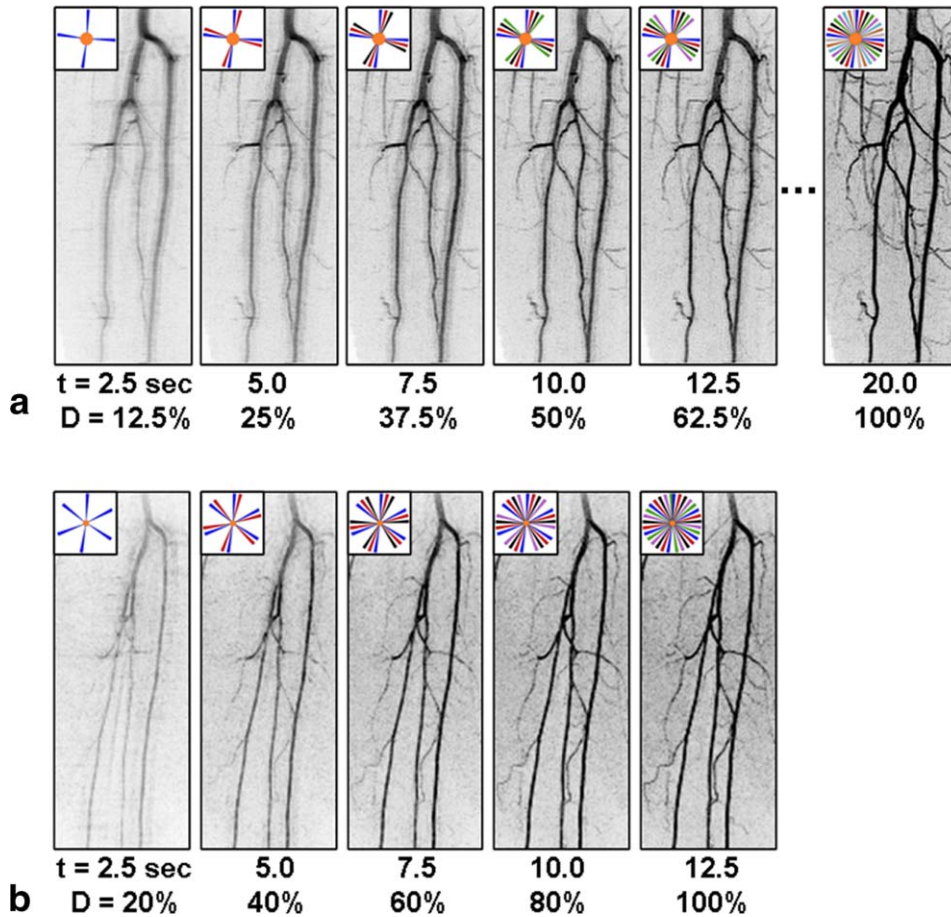 t = 2.5 sec 5.0 7.5 10.0 12.5 ... 20.0
a D = 12.5% 25% 37.5% 50% 62.5% 100%
t = 2.5 sec 5.0 7.5 10.0 12.5
b D = 20% 40% 60% 80% 100%